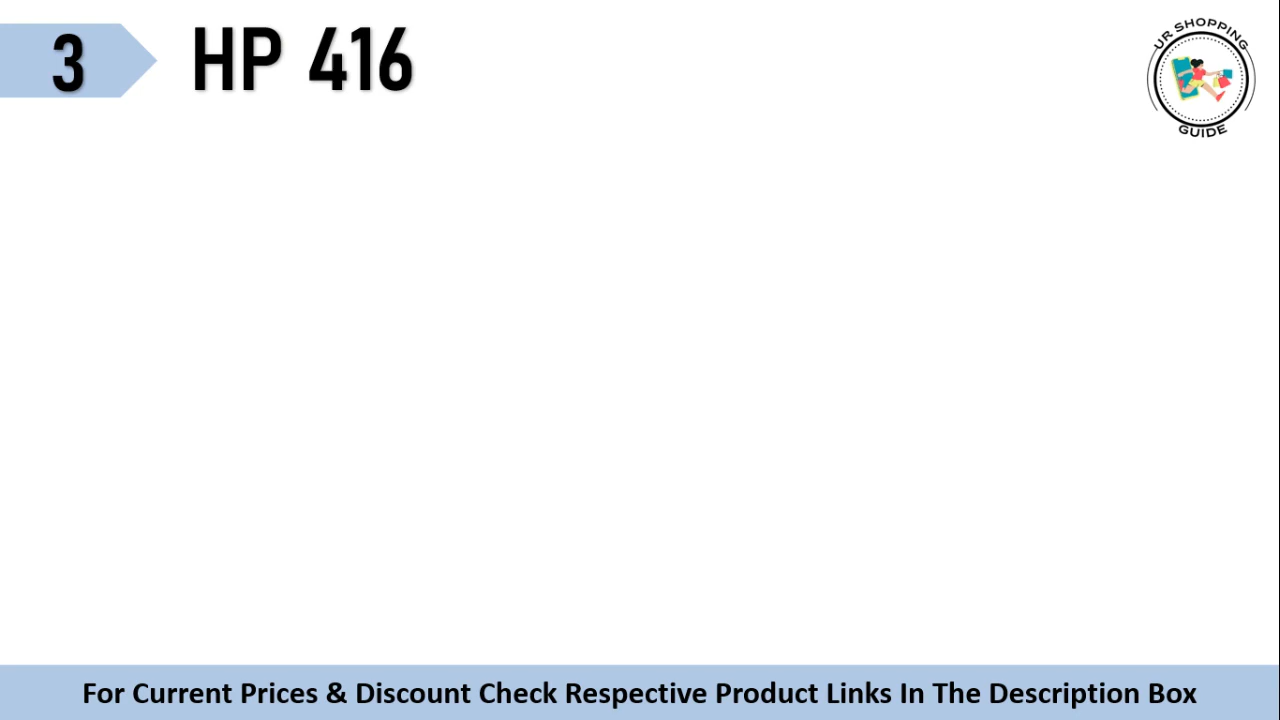 3
HP 416
UR SHOPPING
GUIDE
For Current Prices & Discount Check Respective Product Links In The Description Box